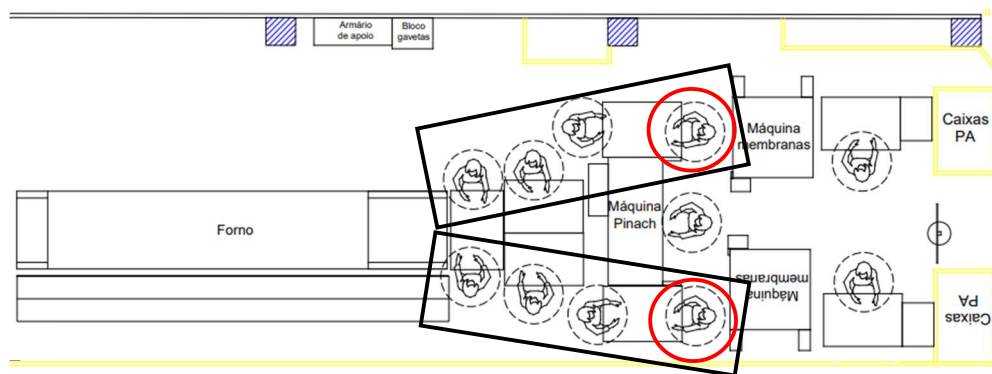 Armário
de apoio
Bloco
gavetas
Máquina
membranas
Caixas
PA
Forno
Máquina
Pinach
Máquina
membranas
Caixas
PA